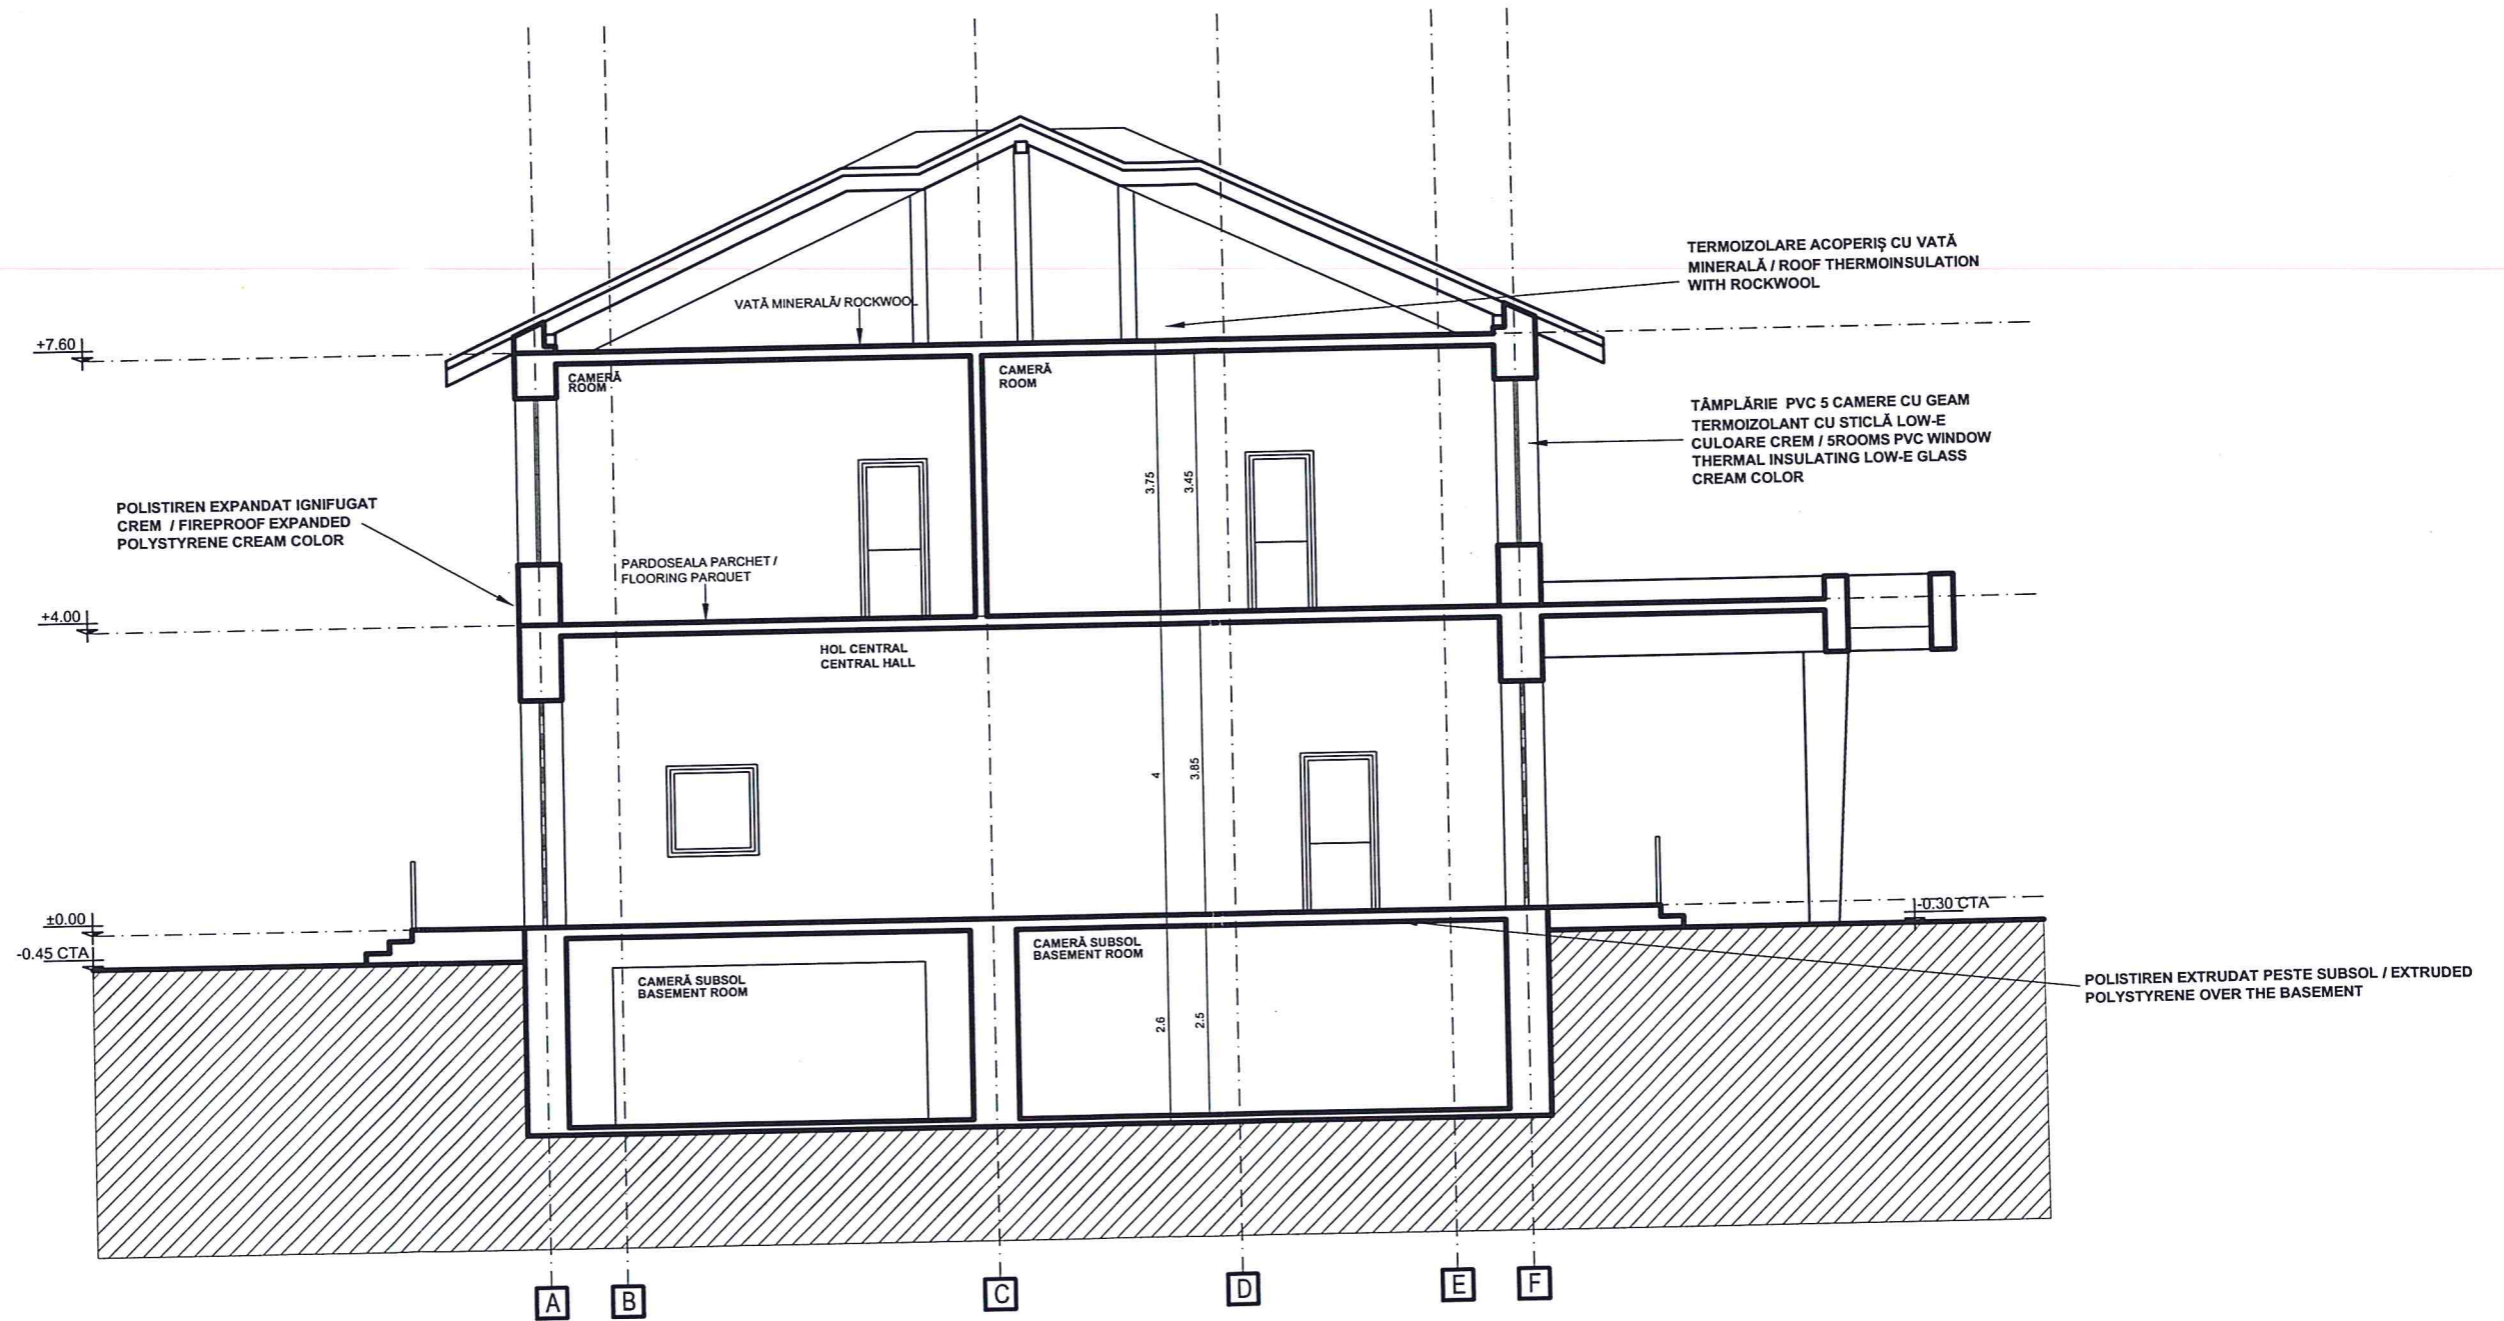 TERMOIZOLARE ACOPERIŞ CU VATĂ
MINERALĂ / ROOF THERMOINSULATION
WITH ROCKWOOL
VATĂ MINERALĂ/ ROCKWOOL
+7.60
CAMERĂ
ROOM
CAMERĂ
ROOM
TÂMPLĂRIE PVC 5 CAMERE CU GEAM
TERMOIZOLANT CU STICLĂ LOW-E
CULOARE CREM / 5ROOMS PVC WINDOW
THERMAL INSULATING LOW-E GLASS
CREAM COLOR
3.75
3.45
POLISTIREN EXPANDAT IGNIFUGAT
CREM / FIREPROOF EXPANDED
POLYSTYRENE CREAM COLOR
PARDOSEALA PARCHET /
FLOORING PARQUET
+4.00
HOL CENTRAL
CENTRAL HALL
4
3.85
±0.00
-0.30 CTA
-0.45 CTA
CAMERĂ SUBSOL
BASEMENT ROOM
CAMERĂ SUBSOL
BASEMENT ROOM
POLISTIREN EXTRUDAT PESTE SUBSOL / EXTRUDED
POLYSTYRENE OVER THE BASEMENT
2.6
2.5
A
B
C
D
E
F